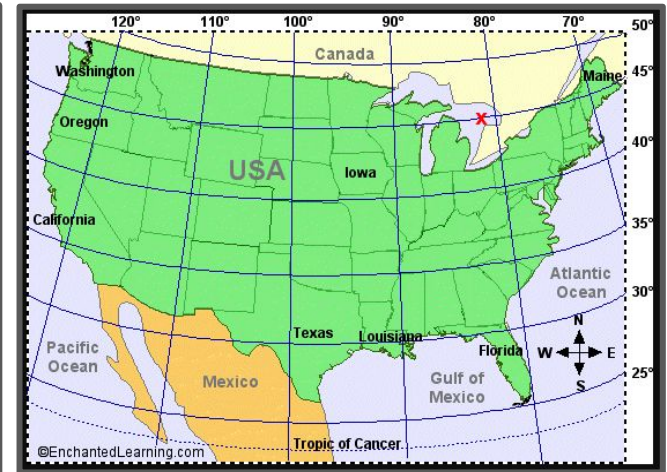 120° 110° 100° 90° 80° 70° 50°
Canada
Washington
45°
Maine
X
Oregon
40°
USA
Iowa
California
35°
Atlantic
Ocean
30°
N
Texas
Louisiana
Florida
W E
Pacific
Ocean
S
25°
Mexico
Gulf of
Mexico
Tropic of Cancer
©EnchantedLearning.com